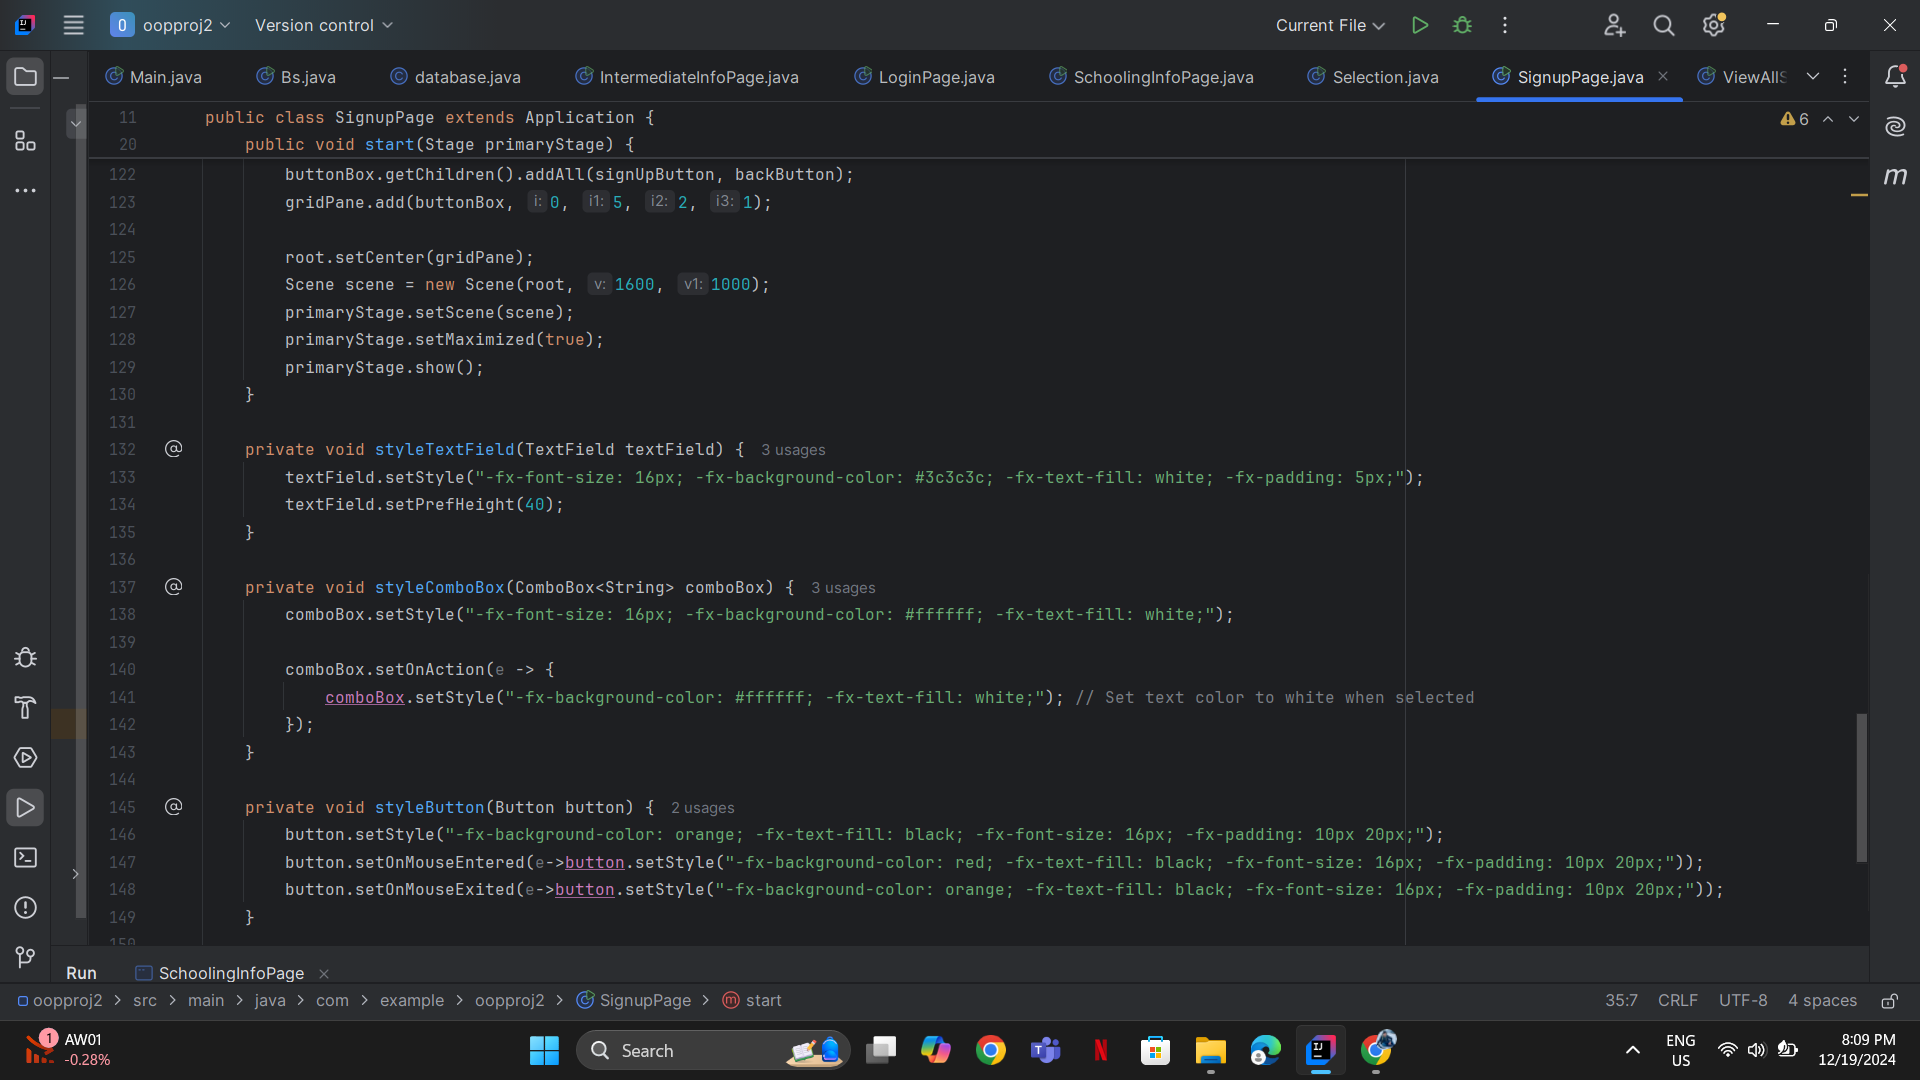 oopproj2 Version control Current File
Main.java Bs.java database.java IntermediateInfoPage.java LoginPage.java SchoolingInfoPage.java Selection.java SignupPage.java ViewAllS
11 public class SignupPage extends Application { 6
20 public void start(Stage primaryStage) {
122 buttonBox.getChildren().addAll(signUpButton, backButton);
123 gridPane.add(buttonBox, i: 0, i1: 5, i2: 2, i3: 1);
124
125 root.setCenter(gridPane);
126 Scene scene = new Scene(root, v: 1600, v1: 1000);
127 primaryStage.setScene(scene);
128 primaryStage.setMaximized(true);
129 primaryStage.show();
130 }
131
132 @ private void styleTextField(TextField textField) { 3 usages
133 textField.setStyle("-fx-font-size: 16px; -fx-background-color: #3c3c3c; -fx-text-fill: white; -fx-padding: 5px;");
134 textField.setPrefHeight(40);
135 }
136
137 @ private void styleComboBox(ComboBox<String> comboBox) { 3 usages
138 comboBox.setStyle("-fx-font-size: 16px; -fx-background-color: #ffffff; -fx-text-fill: white;");
139
140 comboBox.setOnAction(e -> {
141 comboBox.setStyle("-fx-background-color: #ffffff; -fx-text-fill: white;"); // Set text color to white when selected
142 });
143 }
144
145 @ private void styleButton(Button button) { 2 usages
146 button.setStyle("-fx-background-color: orange; -fx-text-fill: black; -fx-font-size: 16px; -fx-padding: 10px 20px;");
147 button.setOnMouseEntered(e->button.setStyle("-fx-background-color: red; -fx-text-fill: black; -fx-font-size: 16px; -fx-padding: 10px 20px;"));
148 button.setOnMouseExited(e->button.setStyle("-fx-background-color: orange; -fx-text-fill: black; -fx-font-size: 16px; -fx-padding: 10px 20px;"));
149 }
150
Run SchoolingInfoPage
oopproj2 > src > main > java > com > example > oopproj2 > SignupPage > start 35:7 CRLF UTF-8 4 spaces
1 AW01 -0.28%
Search
ENG US
8:09 PM
12/19/2024